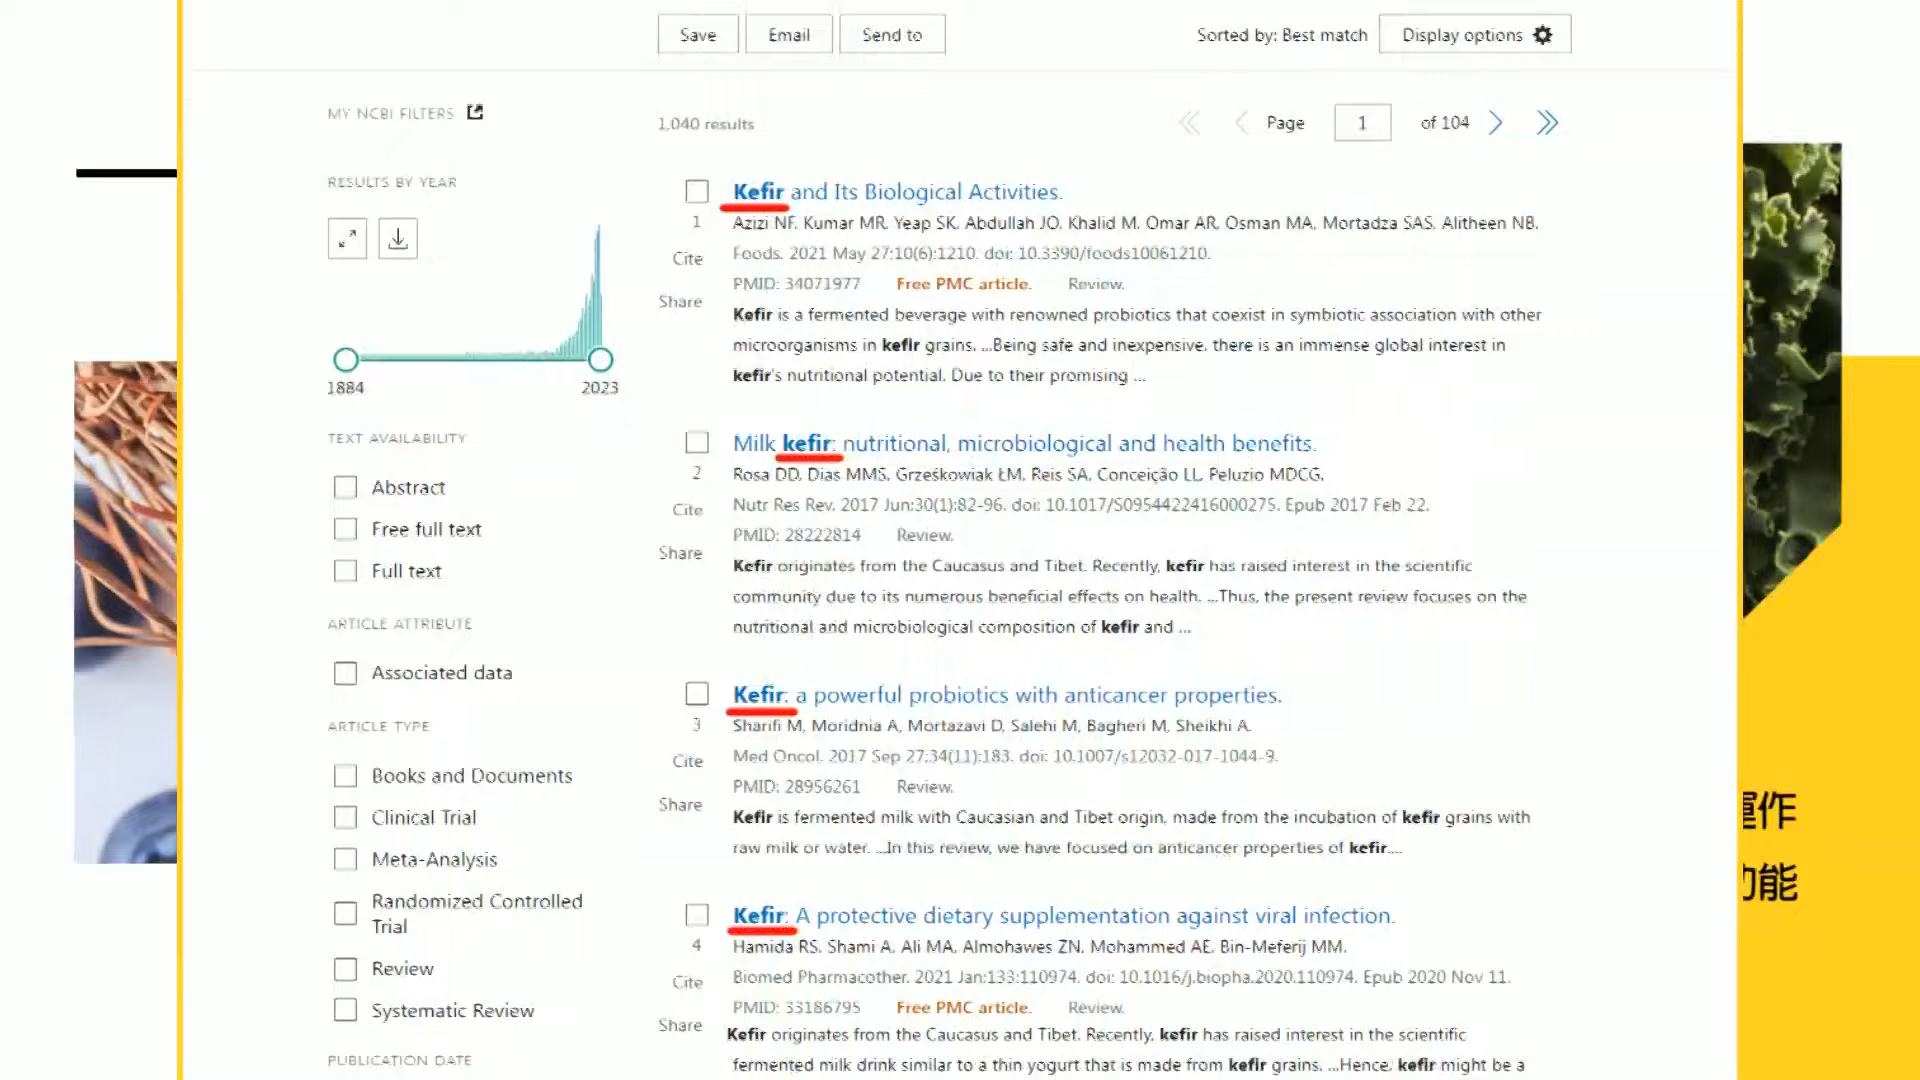 Save
Email
Send to
Sorted by: Best match
Display options
MY NCBI FILTERS
1,040 results
Page
1
of 104
RESULTS BY YEAR
1884
2023
TEXT AVAILABILITY
Abstract
Free full text
Full text
ARTICLE ATTRIBUTE
Associated data
ARTICLE TYPE
Books and Documents
Clinical Trial
Meta-Analysis
Randomized Controlled
Trial
Review
Systematic Review
PUBLICATION DATE
Kefir and Its Biological Activities.
1
Azizi NF, Kumar MR, Yeap SK, Abdullah JO, Khalid M, Omar AR, Osman MA, Mortadza SAS, Alitheen NB.
Cite
Foods. 2021 May 27;10(6):1210. doi: 10.3390/foods10061210.
PMID: 34071977 Free PMC article. Review.
Share
Kefir is a fermented beverage with renowned probiotics that coexist in symbiotic association with other
microorganisms in kefir grains. ...Being safe and inexpensive, there is an immense global interest in
kefir's nutritional potential. Due to their promising ...
Milk kefir: nutritional, microbiological and health benefits.
2
Rosa DD, Dias MMS, Grześkowiak ŁM, Reis SA, Conceição LL, Peluzio MDCG.
Cite
Nutr Res Rev. 2017 Jun;30(1):82-96. doi: 10.1017/S0954422416000275. Epub 2017 Feb 22.
PMID: 28222814 Review.
Share
Kefir originates from the Caucasus and Tibet. Recently, kefir has raised interest in the scientific
community due to its numerous beneficial effects on health. ...Thus, the present review focuses on the
nutritional and microbiological composition of kefir and ...
Kefir: a powerful probiotics with anticancer properties.
3
Sharifi M, Moridnia A, Mortazavi D, Salehi M, Bagheri M, Sheikhi A.
Cite
Med Oncol. 2017 Sep 27;34(11):183. doi: 10.1007/s12032-017-1044-9.
PMID: 28956261 Review.
Share
Kefir is fermented milk with Caucasian and Tibet origin, made from the incubation of kefir grains with
raw milk or water. ...In this review, we have focused on anticancer properties of kefir....
Kefir: A protective dietary supplementation against viral infection.
4
Hamida RS, Shami A, Ali MA, Almohawes ZN, Mohammed AE, Bin-Meferij MM.
Cite
Biomed Pharmacother. 2021 Jan;133:110974. doi: 10.1016/j.biopha.2020.110974. Epub 2020 Nov 11.
PMID: 33186795 Free PMC article. Review.
Share
Kefir originates from the Caucasus and Tibet. Recently, kefir has raised interest in the scientific
fermented milk drink similar to a thin yogurt that is made from kefir grains. ...Hence, kefir might be a
運作
功能